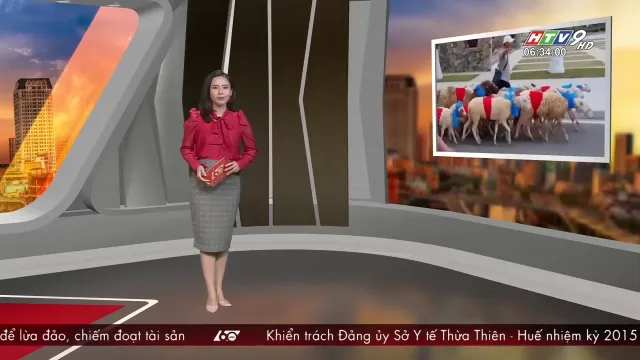 HTV9 HD
06:34:00
để lừa đảo, chiếm đoạt tài sản 60 Khiển trách Đảng ủy Sở Y tế Thừa Thiên - Huế nhiệm kỳ 2015